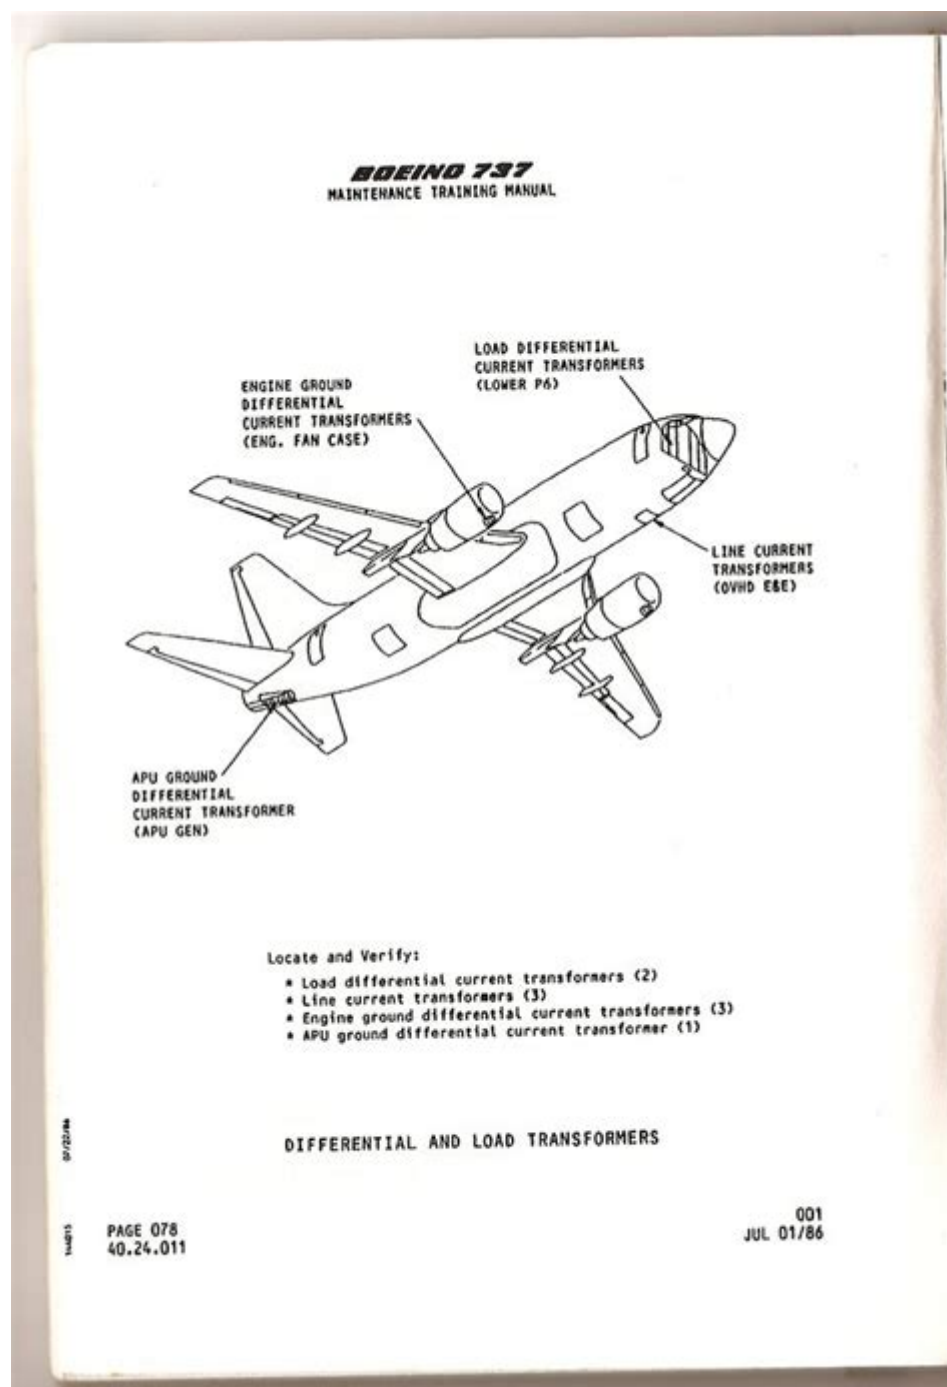 BOEING 737
MAINTENANCE TRAINING MANUAL
LOAD DIFFERENTIAL
CURRENT TRANSFORMERS
(LOWER P6)
ENGINE GROUND
DIFFERENTIAL
CURRENT TRANSFORMERS
(ENG. FAN CASE)
LINE CURRENT
TRANSFORMERS
(OVHD E&E)
APU GROUND
DIFFERENTIAL
CURRENT TRANSFORMER
(APU GEN)
Locate and Verify:
* Load differential current transformers (2)
* Line current transformers (3)
* Engine ground differential current transformers (3)
* APU ground differential current transformer (1)
DIFFERENTIAL AND LOAD TRANSFORMERS
07/22/86
PAGE 078
40.24.011
001
JUL 01/86